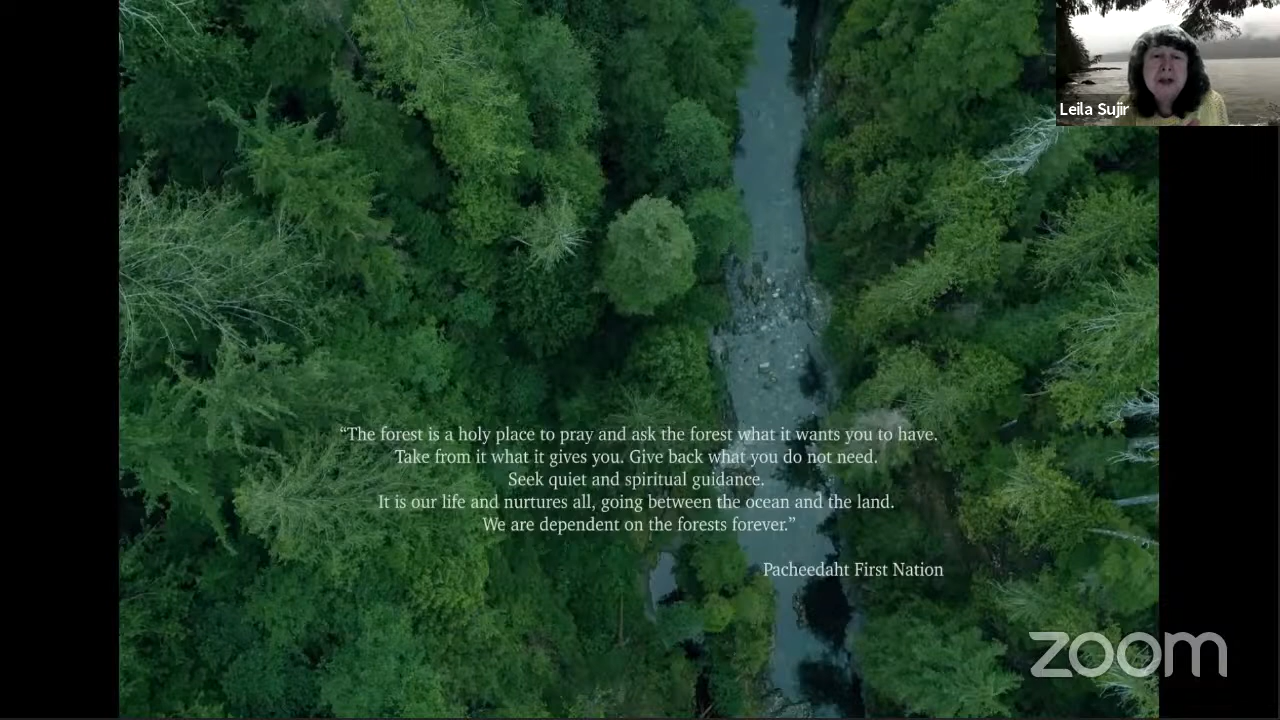 Leila Sujir
“The forest is a holy place to pray and ask the forest what it wants you to have.
Take from it what it gives you. Give back what you do not need.
Seek quiet and spiritual guidance.
It is our life and nurtures all, going between the ocean and the land.
We are dependent on the forests forever.”
Pacheedaht First Nation
zoom